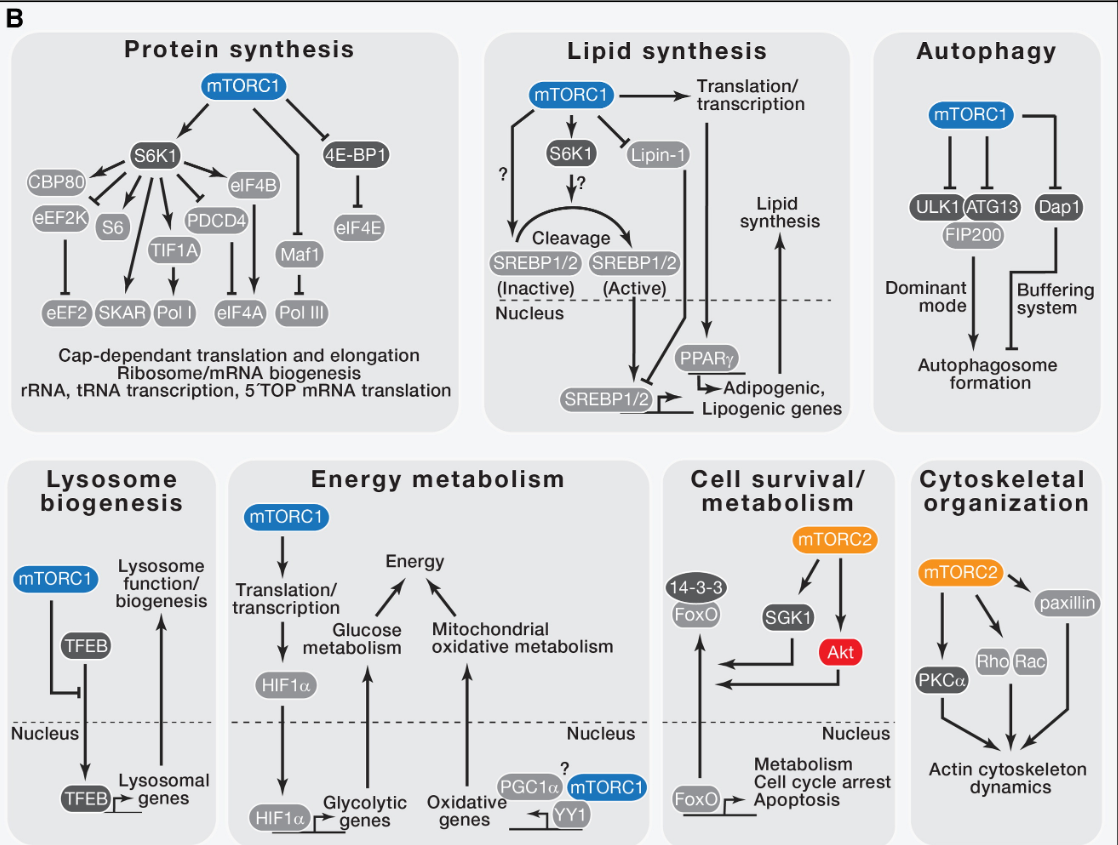 B
Protein synthesis
mTORC1
S6K1
4E-BP1
CBP80
eIF4B
eEF2K
S6
PDCD4
eIF4E
TIF1A
Maf1
eEF2
SKAR
Pol I
eIF4A
Pol III
Cap-dependant translation and elongation
Ribosome/mRNA biogenesis
rRNA, tRNA transcription, 5´TOP mRNA translation
Lipid synthesis
mTORC1
Translation/
transcription
S6K1
Lipin-1
?
?
Lipid
synthesis
Cleavage
SREBP1/2
SREBP1/2
(Inactive)
(Active)
Nucleus
PPARγ
SREBP1/2
Adipogenic,
Lipogenic genes
Autophagy
mTORC1
ULK1
ATG13
Dap1
FIP200
Dominant
mode
Buffering
system
Autophagosome
formation
Lysosome
biogenesis
mTORC1
Lysosome
function/
biogenesis
TFEB
Nucleus
TFEB
Lysosomal
genes
Energy metabolism
mTORC1
Energy
Translation/
transcription
Glucose
metabolism
Mitochondrial
oxidative metabolism
HIF1α
Nucleus
?
PGC1α
mTORC1
HIF1α
Glycolytic
genes
Oxidative
genes
YY1
Cell survival/
metabolism
mTORC2
14-3-3
FoxO
SGK1
Akt
Nucleus
FoxO
Metabolism
Cell cycle arrest
Apoptosis
Cytoskeletal
organization
mTORC2
paxillin
Rho
Rac
PKCα
Actin cytoskeleton
dynamics